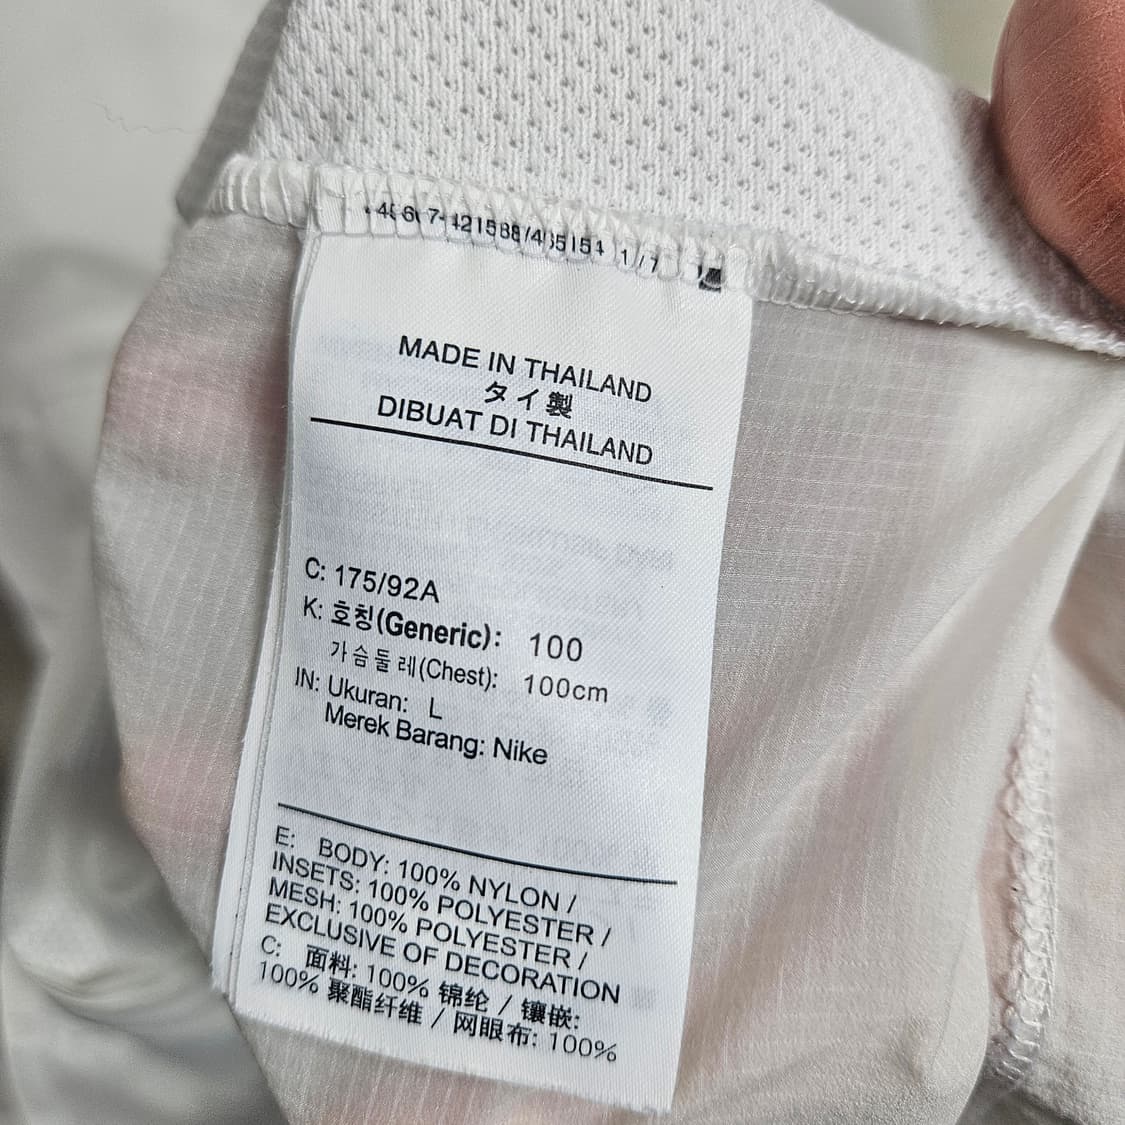 MADE IN THAILAND
タイ製
DIBUAT DI THAILAND
C: 175/92A
K: 호칭(Generic): 100
가슴둘레(Chest): 100cm
IN: Ukuran: L
Merek Barang: Nike
E: BODY: 100% NYLON /
INSETS: 100% POLYESTER /
MESH: 100% POLYESTER /
EXCLUSIVE OF DECORATION
C: 面料: 100% 锦纶 / 镶嵌:
100% 聚酯纤维 / 网眼布: 100%